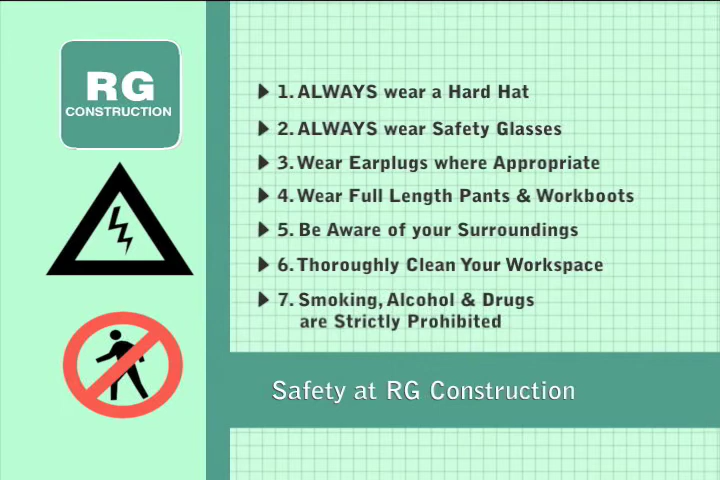 RG
CONSTRUCTION
1. ALWAYS wear a Hard Hat
2. ALWAYS wear Safety Glasses
3. Wear Earplugs where Appropriate
4. Wear Full Length Pants & Workboots
5. Be Aware of your Surroundings
6. Thoroughly Clean Your Workspace
7. Smoking, Alcohol & Drugs
are Strictly Prohibited
Safety at RG Construction